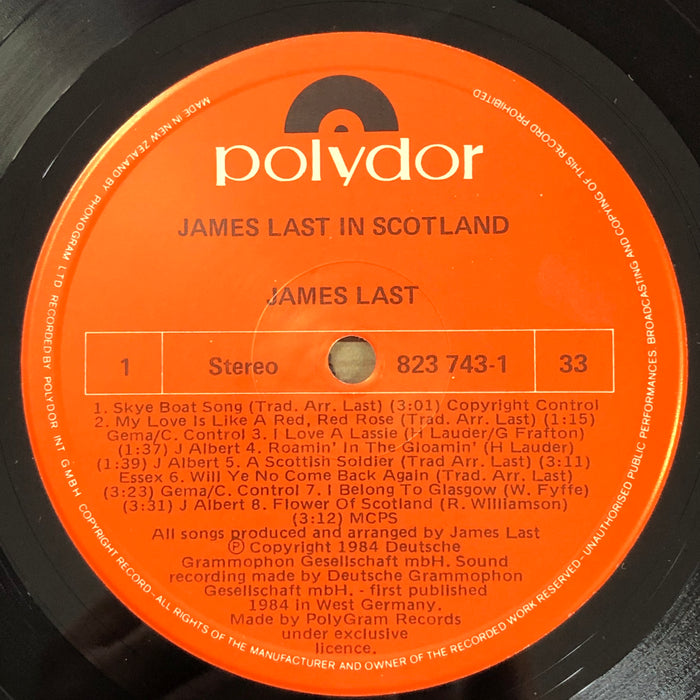 polydor
JAMES LAST IN SCOTLAND
JAMES LAST
1 Stereo 823 743-1 33
1. Skye Boat Song (Trad. Arr. Last) (3:01) Copyright Control
2. My Love Is Like A Red, Red Rose (Trad. Arr. Last) (1:15)
Gema/C. Control 3. I Love A Lassie (H Lauder/G Frafton)
(1:37) J Albert 4. Roamin' In The Gloamin' (H Lauder)
(1:39) J Albert 5. A Scottish Soldier (Trad Arr. Last) (3:11)
Essex 6. Will Ye No Come Back Again (Trad. Arr. Last)
(3:23) Gema/C. Control 7. I Belong To Glasgow (W. Fyffe)
(3:31) J Albert 8. Flower Of Scotland (R. Williamson)
(3:12) MCPS
All songs produced and arranged by James Last
Ⓟ Copyright 1984 Deutsche
Grammophon Gesellschaft mbH. Sound
recording made by Deutsche Grammophon
Gesellschaft mbH. - first published
1984 in West Germany.
Made by PolyGram Records
under exclusive
licence.
MADE IN NEW ZEALAND BY PHONOGRAM LTD RECORDED BY POLYDOR INT GMBH COPYRIGHT RECORD - ALL RIGHTS OF THE MANUFACTURER AND OWNER OF THE RECORDED WORK RESERVED - UNAUTHORISED PUBLIC PERFORMANCES BROADCASTING AND COPYING OF THIS RECORD PROHIBITED